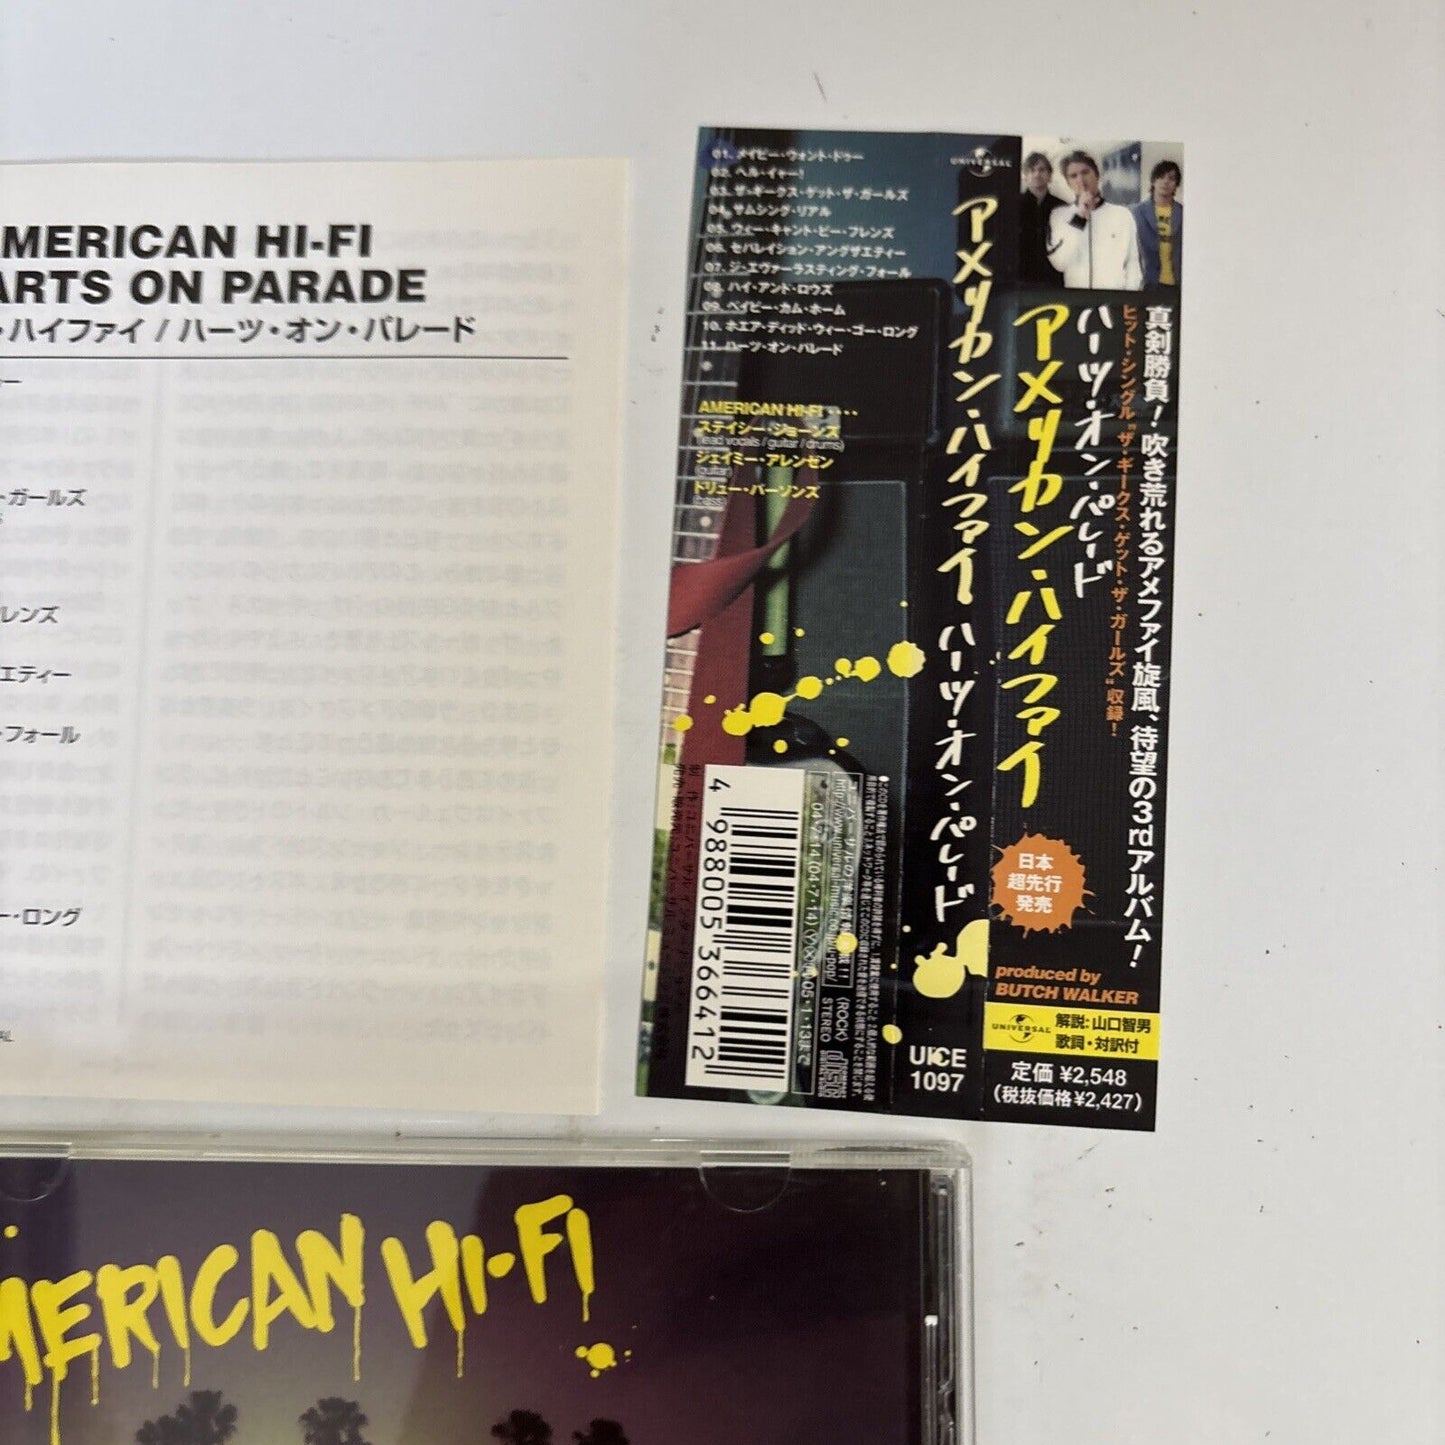 MERICAN HI-FI
ARTS ON PARADE
・ハイファイ / ハーツ・オン・パレード
・ガールズ
レンズ
エティー
・フォール
ー・ロング
01. メイビー・ウォント・ドゥー
02. ヘル・イャー!
03. ザ・ギークス・ゲット・ザ・ガールズ
04. サムシング・リアル
05. ウィー・キャント・ビー・フレンズ
06. セパレイション・アングザエティー
07. ジ・エヴァーラスティング・フォール
08. ハイ・アンド・ロウズ
09. ベイビー・カム・ホーム
10. ホエア・ディッド・ウィー・ゴー・ロング
11. ハーツ・オン・パレード
AMERICAN HI-FI ・・・・
ステイシー・ジョーンズ
(lead vocals / guitar / drums)
ジェイミー・アレンゼン
(guitar)
ドリュー・パーソンズ
(bass)
4 988005 366412
(ROCK)
STEREO
UNIVERSAL
アメリカン・ハイファイ ハーツ・オン・パレード
UICE
1097
真剣勝負! 吹き荒れるアメファイ旋風、待望の3rdアルバム!
ヒット・シングル“ザ・ギークス・ゲット・ザ・ガールズ”収録!
ハーツ・オン・パレード
アメリカン・ハイファイ
日本
超先行
発売
produced by
BUTCH WALKER
UNIVERSAL
解説: 山口智男
歌詞・対訳付
定価 ¥2,548
(税抜価格¥2,427)
MERICAN HI-FI